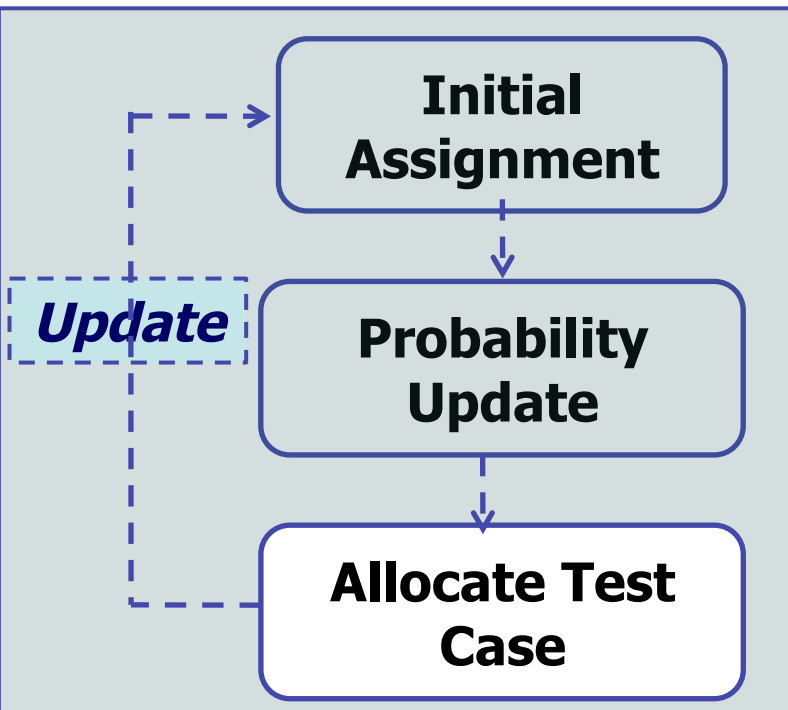 Initial
Assignment
Update
Probability
Update
Allocate Test
Case